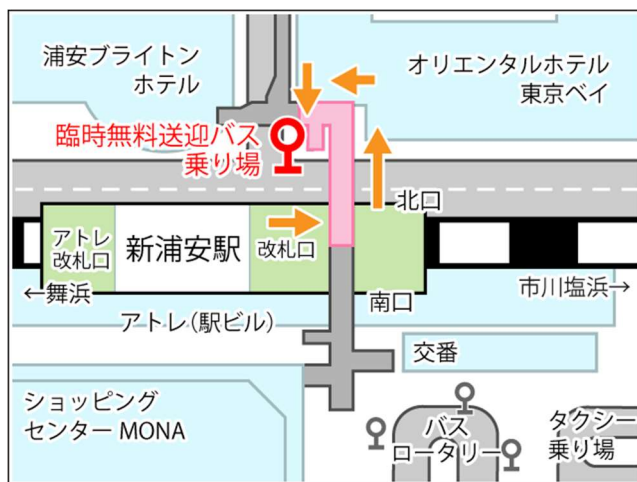 浦安ブライトン
ホテル
オリエンタルホテル
東京ベイ
臨時無料送迎バス
乗り場
北口
アトレ
改札口
新浦安駅
改札口
←舞浜
南口
市川塩浜→
アトレ(駅ビル)
交番
ショッピング
センター MONA
バス
ロータリー
タクシー
乗り場